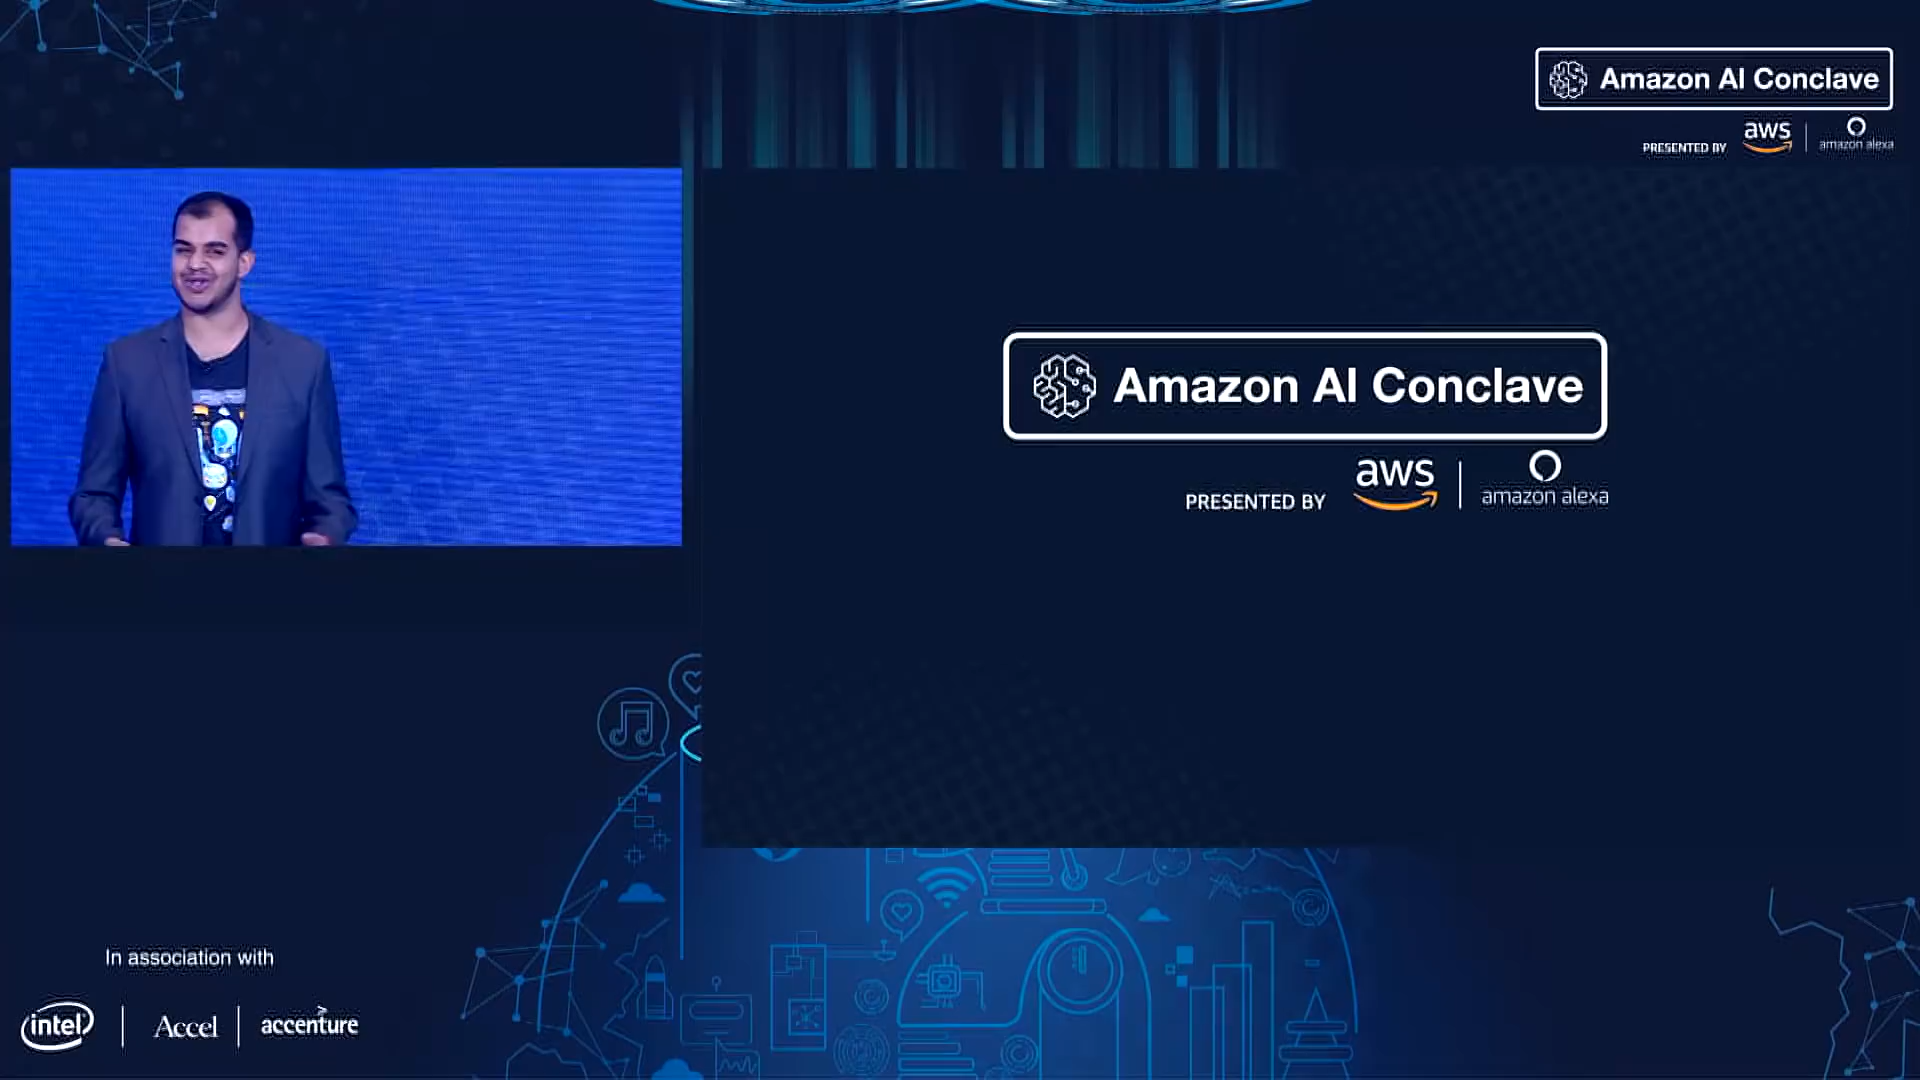 Amazon AI Conclave
PRESENTED BY aws amazon alexa
Amazon AI Conclave
PRESENTED BY aws amazon alexa
In association with
intel Accel accenture